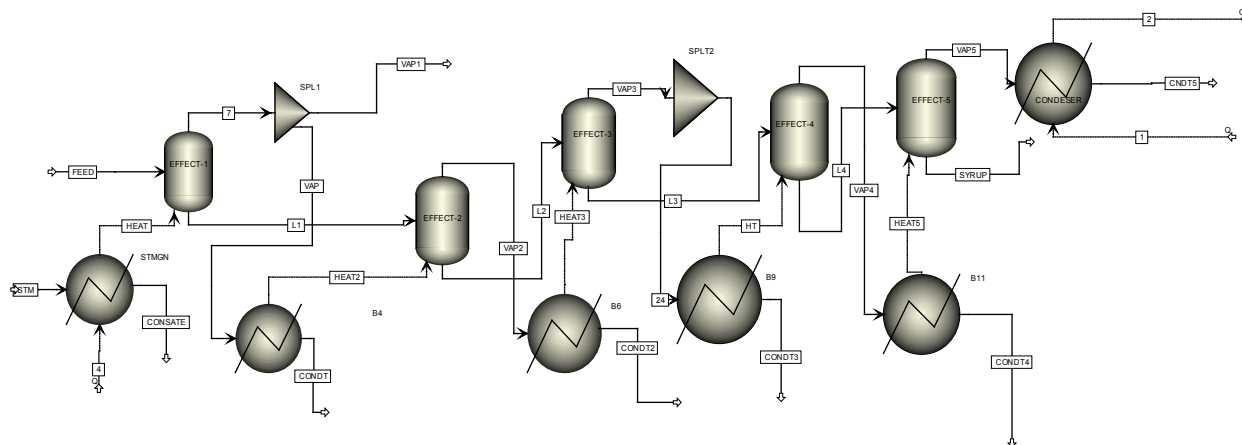 2
Q
SPLT2
VAP5
VAP1
SPL1
VAP3
CNDT5
EFFECT-5
CONDESER
7
EFFECT-4
EFFECT-3
1
Q
EFFECT-1
FEED
L4
SYRUP
VAP
VAP4
EFFECT-2
L2
L3
HEAT3
HEAT
L1
VAP2
HT
HEAT5
STMGN
B9
HEAT2
B11
STM
24
B6
B4
CONSATE
CONDT2
CONDT3
CONDT4
4
Q
CONDT